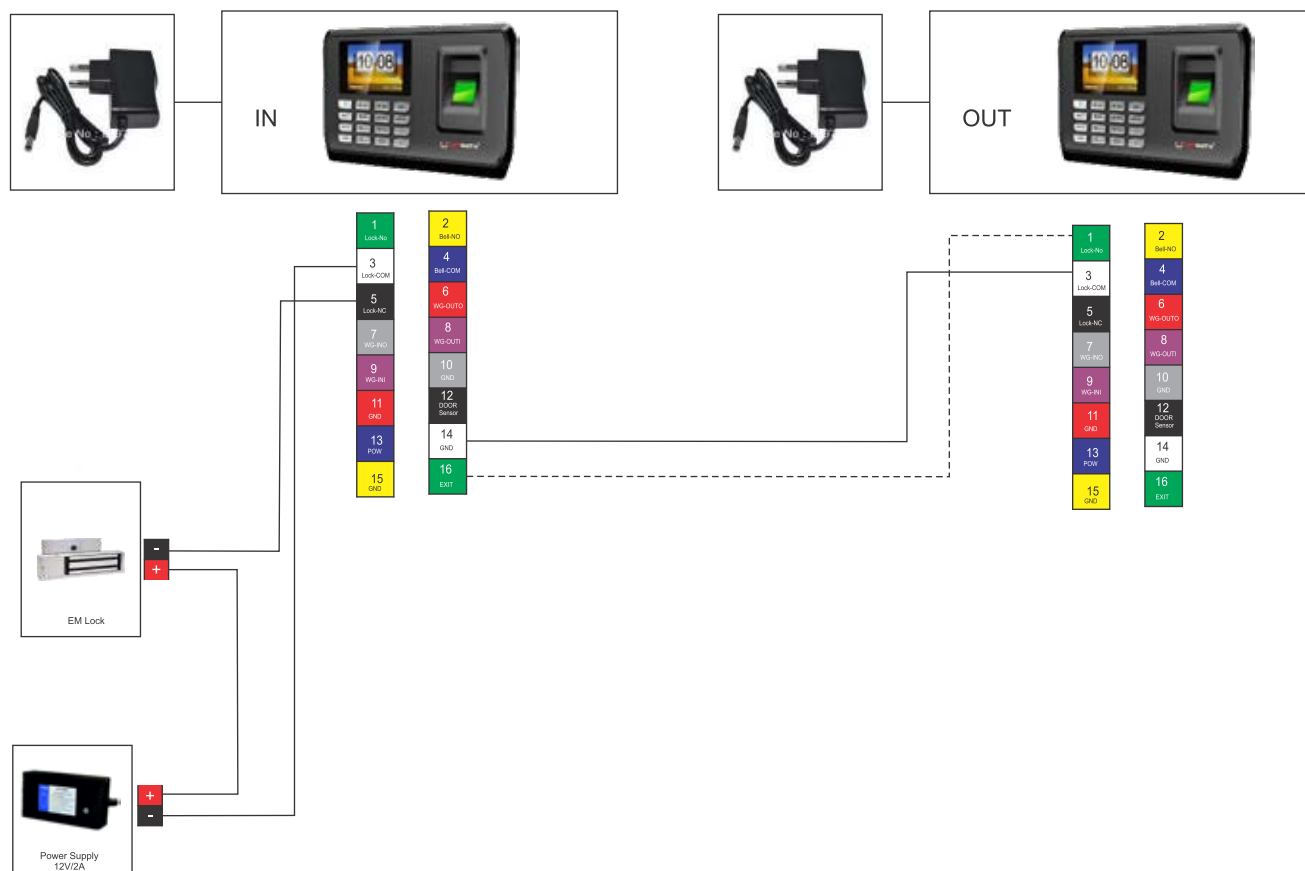 IN
OUT
10 08
10 08
1
Lock-No
2
Bell-NO
3
Lock-COM
4
Bell-COM
5
Lock-NC
6
WG-OUTO
7
WG-INO
8
WG-OUTI
9
WG-INI
10
GND
11
GND
12
DOOR
Sensor
13
POW
14
GND
15
GND
16
EXIT
1
Lock-No
2
Bell-NO
3
Lock-COM
4
Bell-COM
5
Lock-NC
6
WG-OUTO
7
WG-INO
8
WG-OUTI
9
WG-INI
10
GND
11
GND
12
DOOR
Sensor
13
POW
14
GND
15
GND
16
EXIT
-
+
EM Lock
+
-
Power Supply
12V/2A